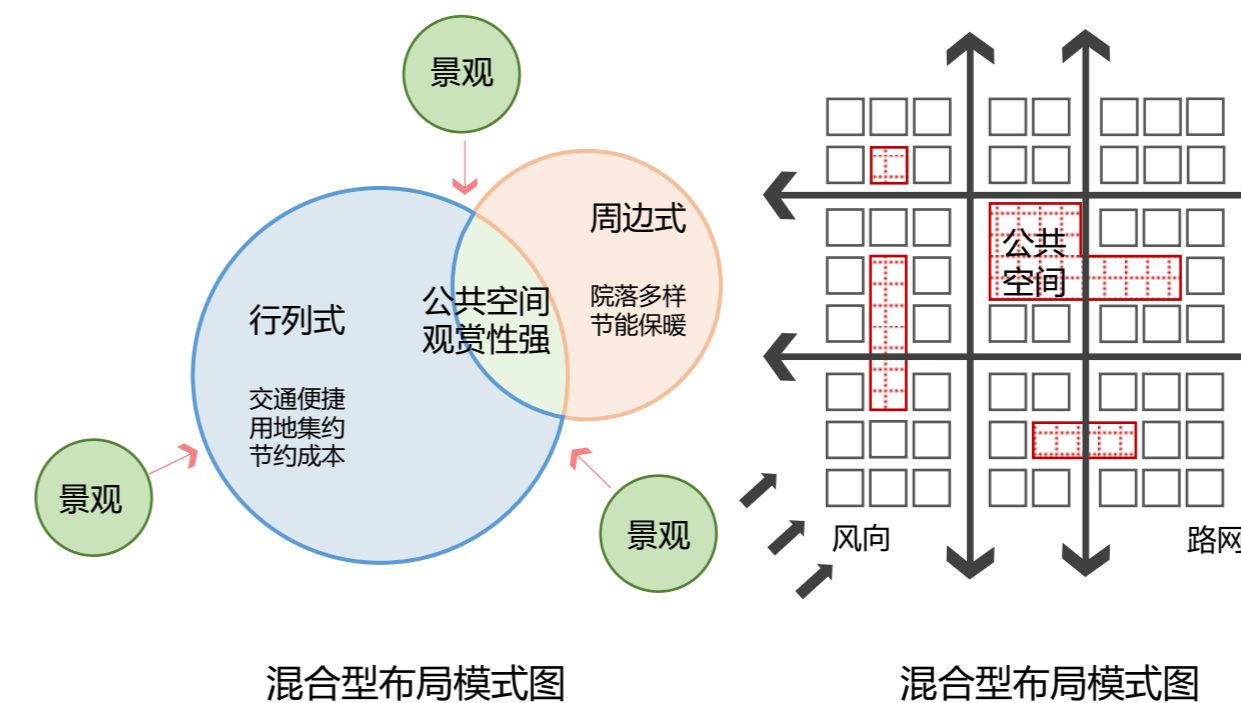 景观
周边式
院落多样
节能保暖
公共空间
观赏性强
行列式
交通便捷
用地集约
节约成本
景观
景观
混合型布局模式图
公共
空间
风向
路网
混合型布局模式图